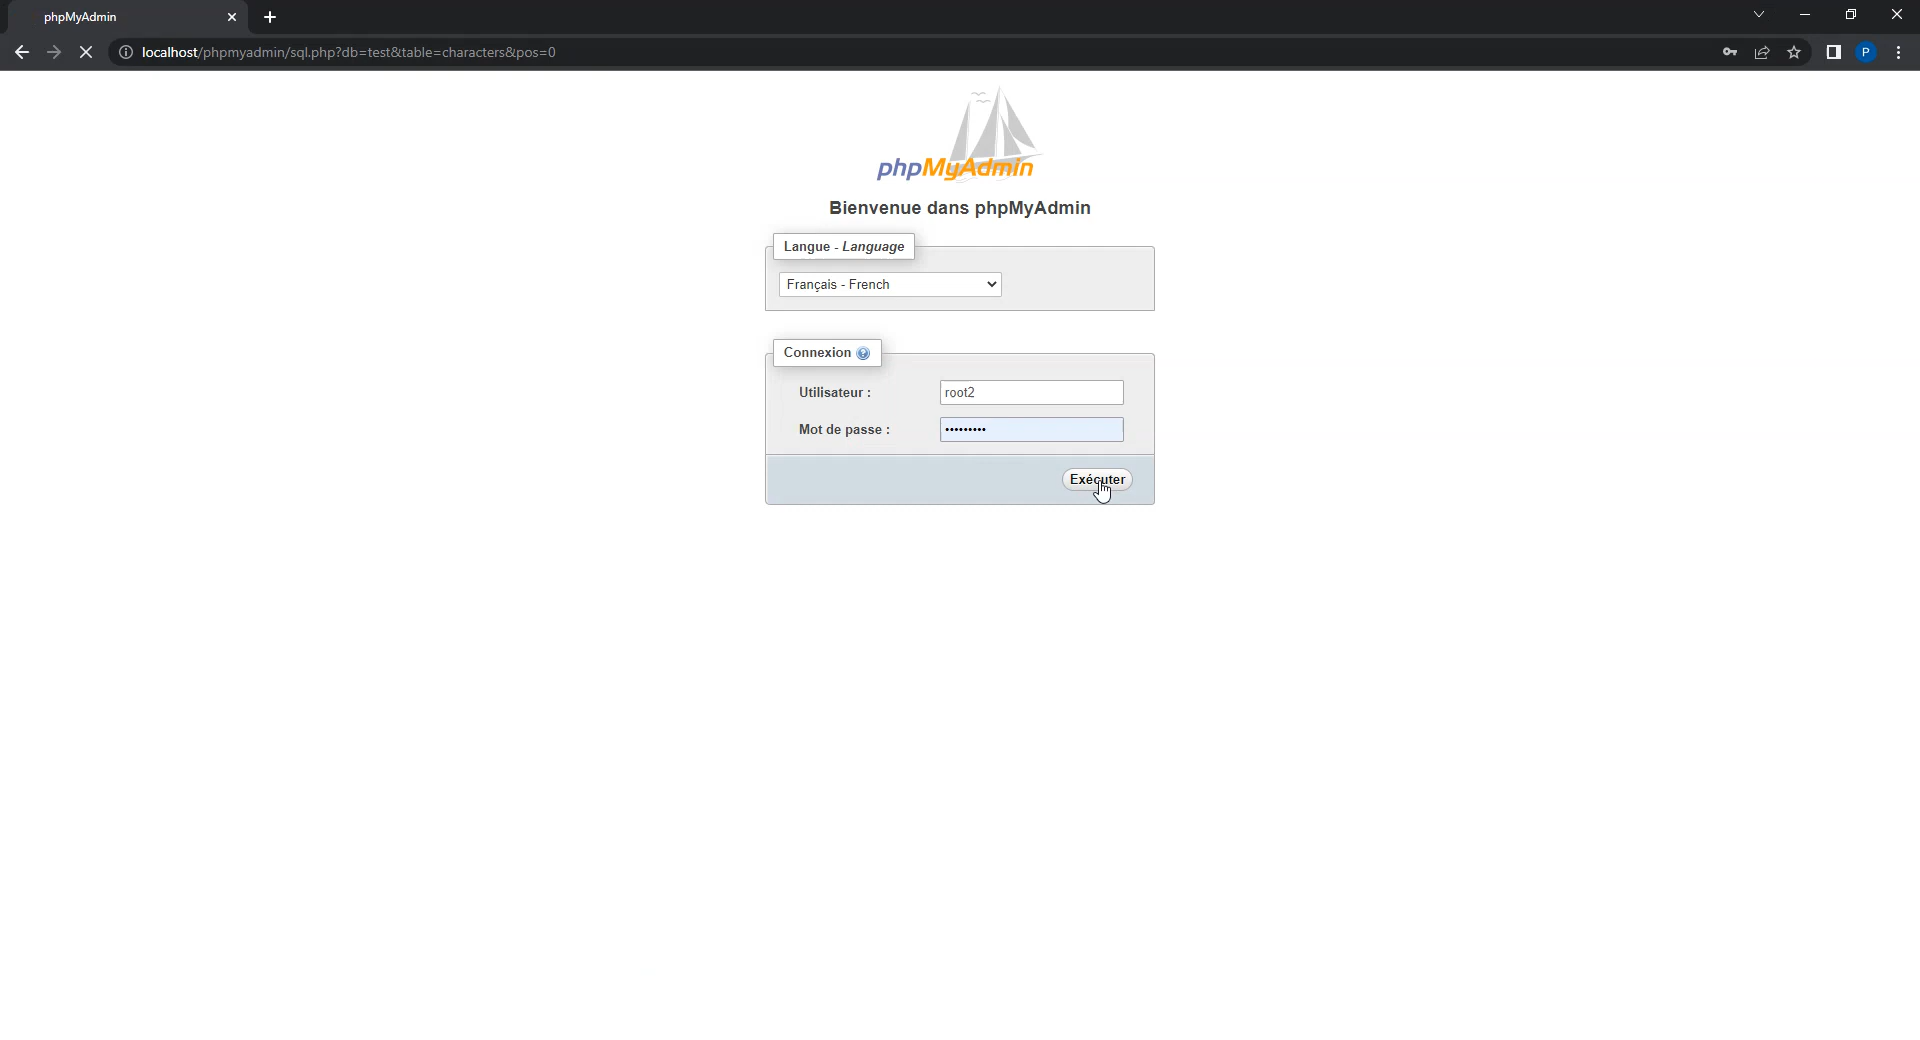 phpMyAdmin
localhost/phpmyadmin/sql.php?db=test&table=characters&pos=0
P
phpMyAdmin
Bienvenue dans phpMyAdmin
Langue - Language
Français - French
Connexion
Utilisateur :
root2
Mot de passe :
•••••••••
Exécuter